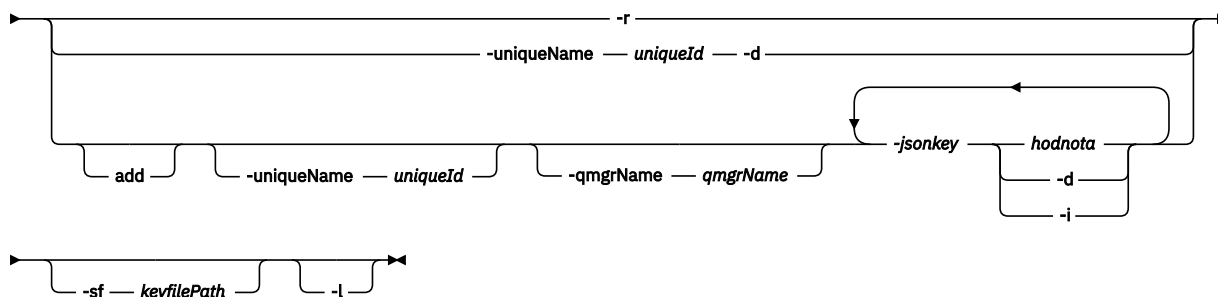 -r
-uniqueName uniqueId -d
-jsonkey hodnota
add -uniqueName uniqueId -qmgrName qmgrName -d
-i
-sf keyfilePath -l